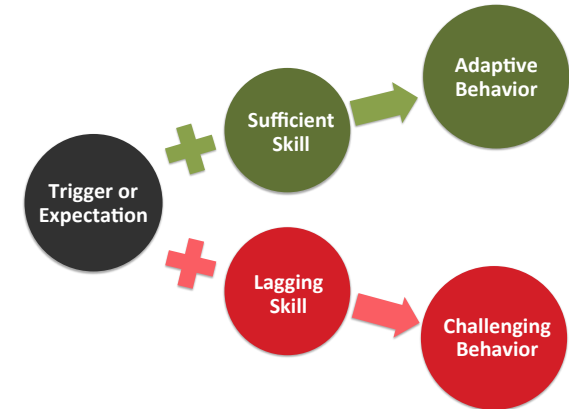 Trigger or
Expectation
Sufficient
Skill
Adaptive
Behavior
Lagging
Skill
Challenging
Behavior